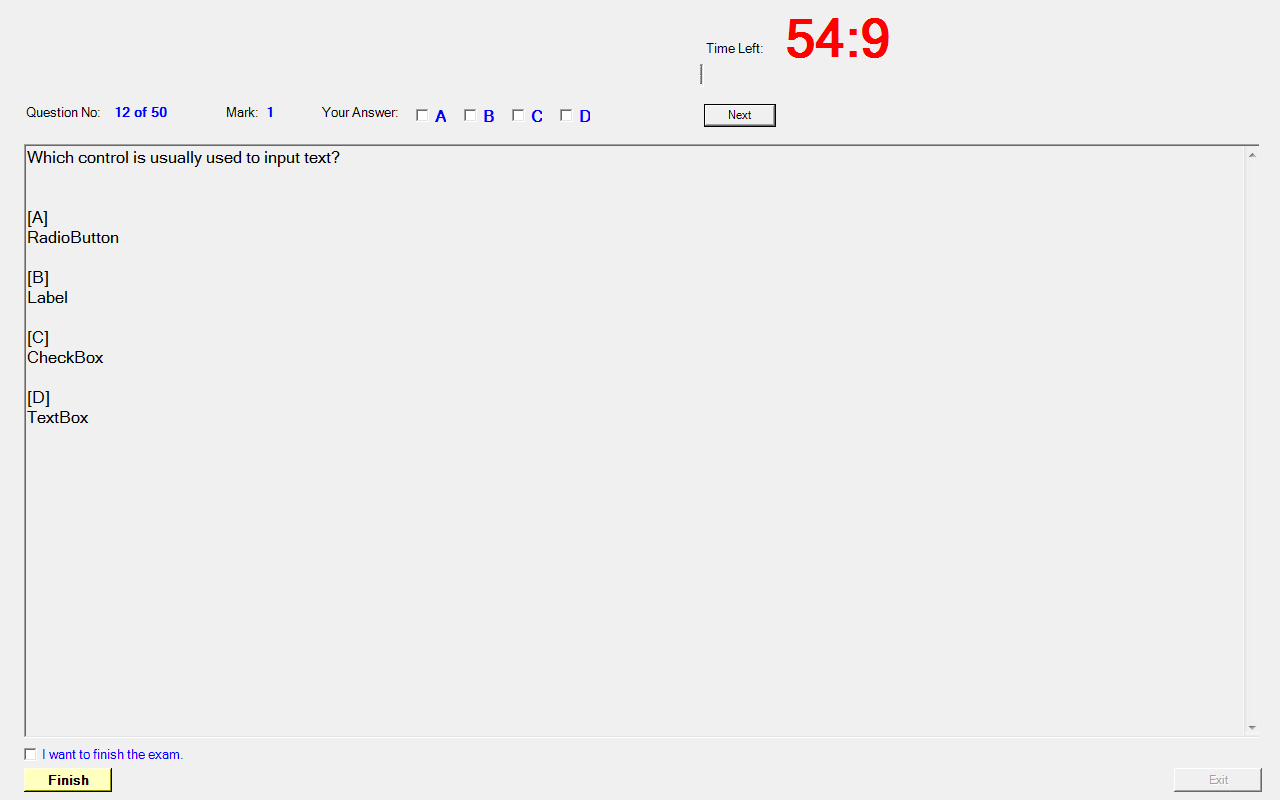 Time Left: 54:9
Question No: 12 of 50 Mark: 1 Your Answer: A B C D Next
Which control is usually used to input text?
[A]
RadioButton
[B]
Label
[C]
CheckBox
[D]
TextBox
I want to finish the exam.
Finish Exit